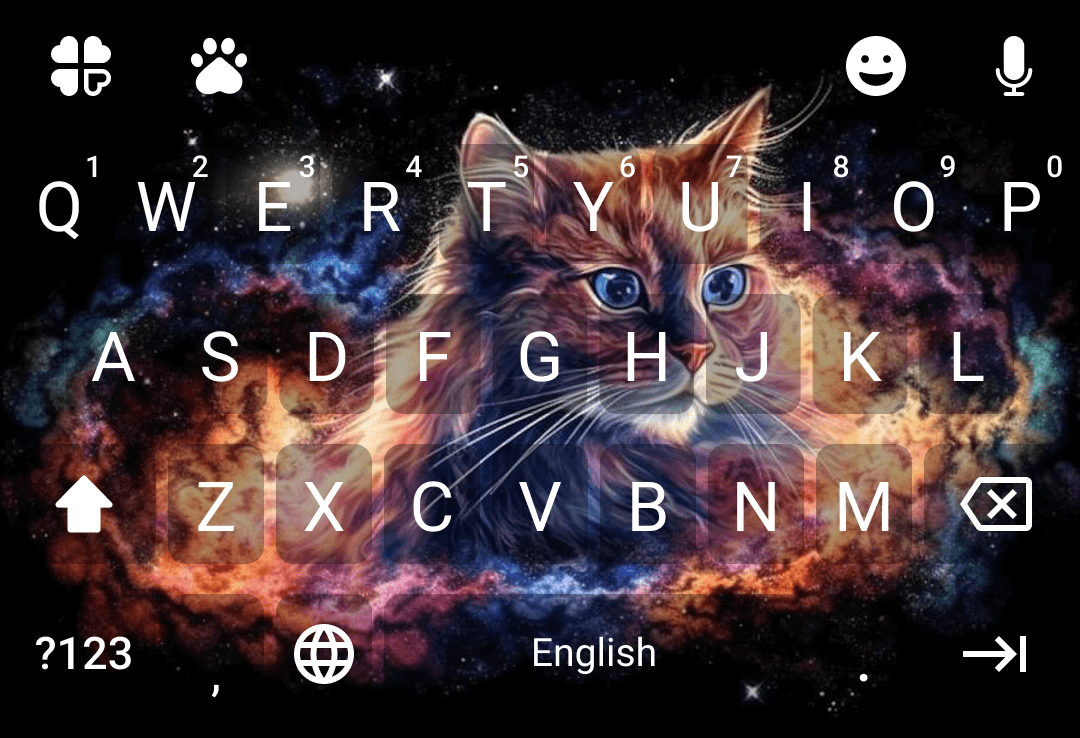 1 2 3 4 5 6 7 8 9 0
Q W E R T Y U I O P
A S D F G H J K L
Z X C V B N M
?123 , English .